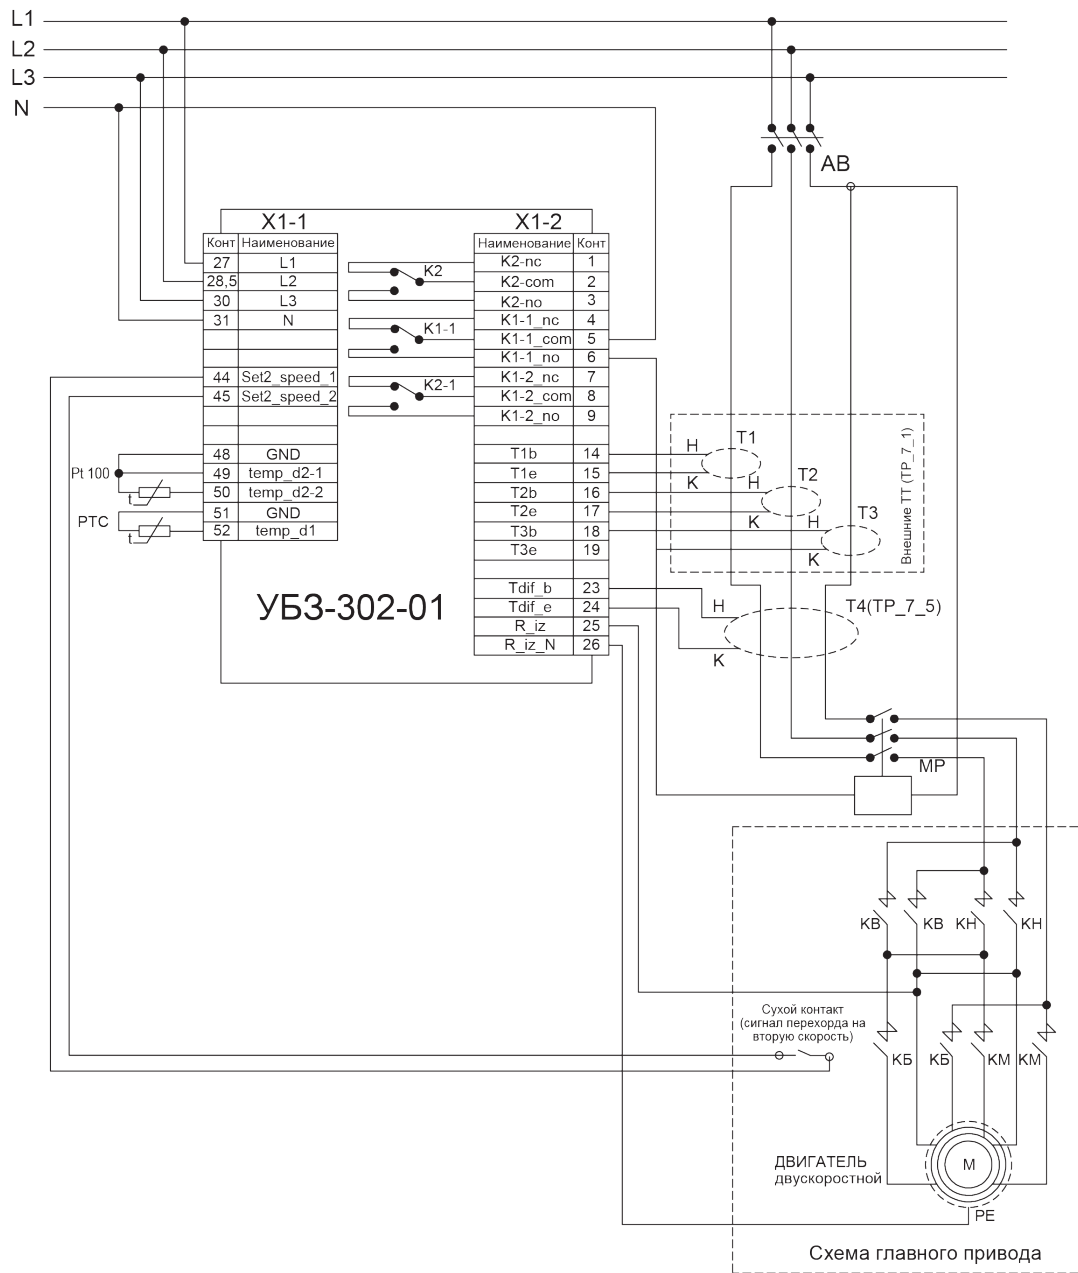 L1
L2
L3
N
АВ
X1-1
Конт Наименование
27 L1
28,5 L2
30 L3
31 N
44 Set2_speed_1
45 Set2_speed_2
48 GND
49 temp_d2-1
50 temp_d2-2
51 GND
52 temp_d1
Pt 100
t
PTC
t
K2
K1-1
K2-1
X1-2
Наименование Конт
K2-nc 1
K2-com 2
K2-no 3
K1-1_nc 4
K1-1_com 5
K1-1_no 6
K1-2_nc 7
K1-2_com 8
K1-2_no 9
T1b 14
T1e 15
T2b 16
T2e 17
T3b 18
T3e 19
Tdif_b 23
Tdif_e 24
R_iz 25
R_iz_N 26
УБЗ-302-01
Н T1
К
Н T2
К
Н T3
К
Внешние ТТ (ТР_7_1)
Н T4(ТР_7_5)
К
МР
КВ КВ КН КН
Сухой контакт
(сигнал перехорда на
вторую скорость)
КБ КБ КМ КМ
ДВИГАТЕЛЬ
двускоростной
М
PE
Схема главного привода